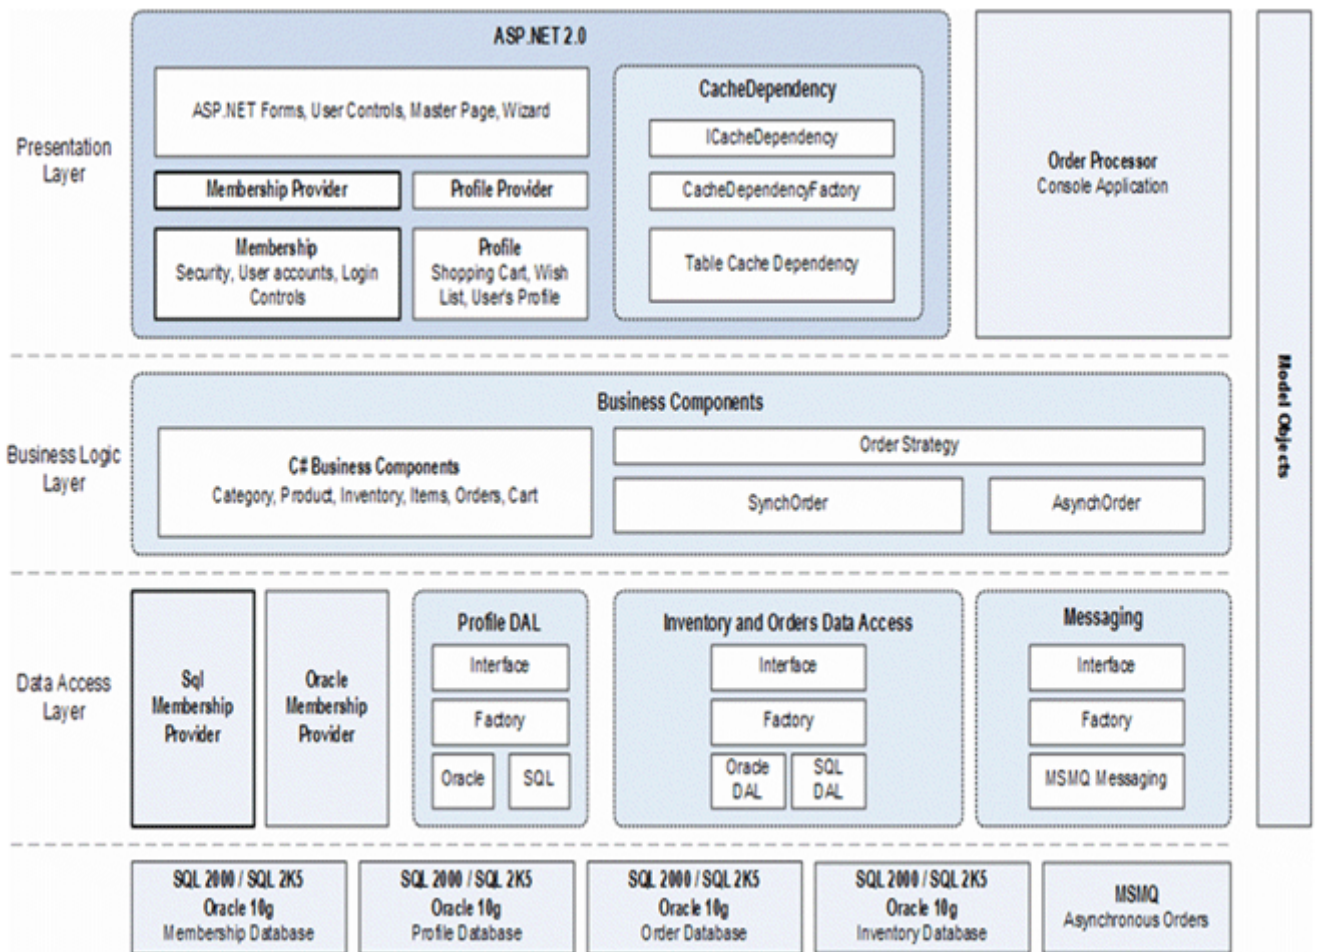 ASP.NET 2.0
ASP.NET Forms, User Controls, Master Page, Wizard
Membership Provider
Profile Provider
Membership
Security, User accounts, Login
Controls
Profile
Shopping Cart, Wish
List, User's Profile
CacheDependency
ICacheDependency
CacheDependencyFactory
Table Cache Dependency
Order Processor
Console Application
Presentation
Layer
Model Objects
Business Logic
Layer
Business Components
C# Business Components
Category, Product, Inventory, Items, Orders, Cart
Order Strategy
SynchOrder
AsynchOrder
Data Access
Layer
Sql
Membership
Provider
Oracle
Membership
Provider
Profile DAL
Interface
Factory
Oracle
SQL
Inventory and Orders Data Access
Interface
Factory
Oracle
DAL
SQL
DAL
Messaging
Interface
Factory
MSMQ Messaging
SQL 2000 / SQL 2K5
Oracle 10g
Membership Database
SQL 2000 / SQL 2K5
Oracle 10g
Profile Database
SQL 2000 / SQL 2K5
Oracle 10g
Order Database
SQL 2000 / SQL 2K5
Oracle 10g
Inventory Database
MSMQ
Asynchronous Orders